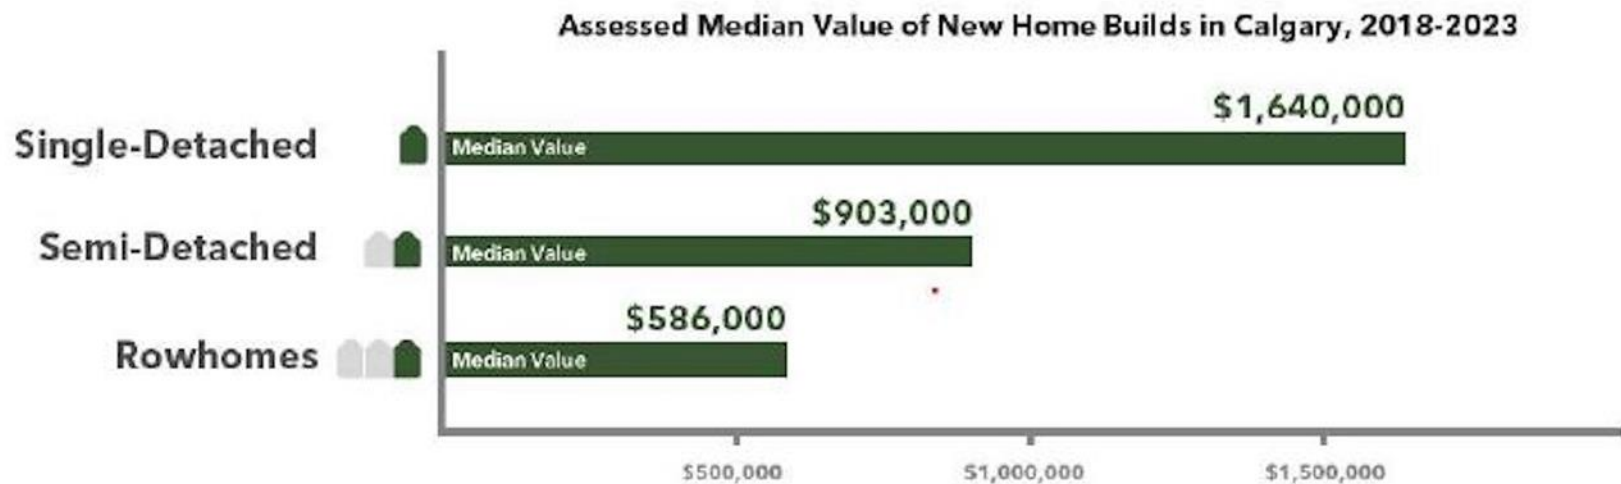 Assessed Median Value of New Home Builds in Calgary, 2018-2023
$1,640,000
Single-Detached
Median Value
$903,000
Semi-Detached
Median Value
$586,000
Rowhomes
Median Value
$500,000
$1,000,000
$1,500,000